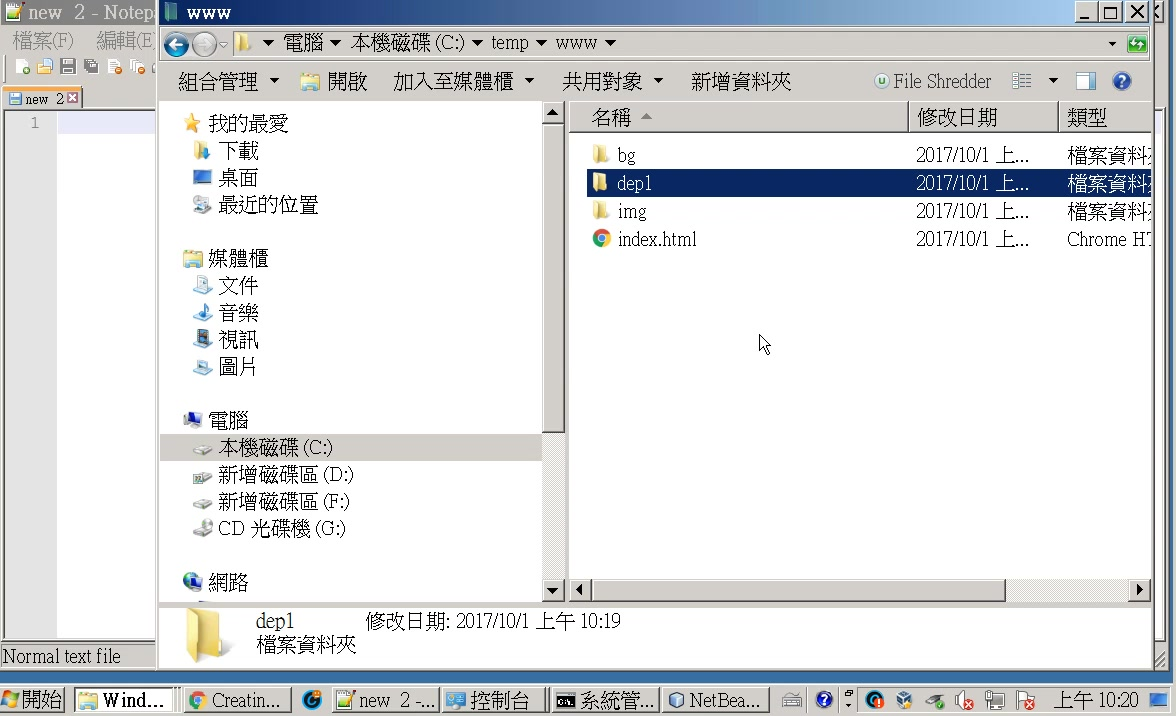 new 2 - Notep
檔案(F) 編輯(E
new 2
1
Normal text file
www
電腦 本機磁碟 (C:) temp www
組合管理 開啟 加入至媒體櫃 共用對象 新增資料夾 File Shredder
我的最愛
下載
桌面
最近的位置
媒體櫃
文件
音樂
視訊
圖片
電腦
本機磁碟 (C:)
新增磁碟區 (D:)
新增磁碟區 (F:)
CD 光碟機 (G:)
網路
名稱 修改日期 類型
bg 2017/10/1 上... 檔案資料夾
dep1 2017/10/1 上... 檔案資料夾
img 2017/10/1 上... 檔案資料夾
index.html 2017/10/1 上... Chrome HT
dep1 修改日期: 2017/10/1 上午 10:19
檔案資料夾
開始 Wind... Creatin... new 2 -... 控制台 系統管... NetBea... 上午 10:20